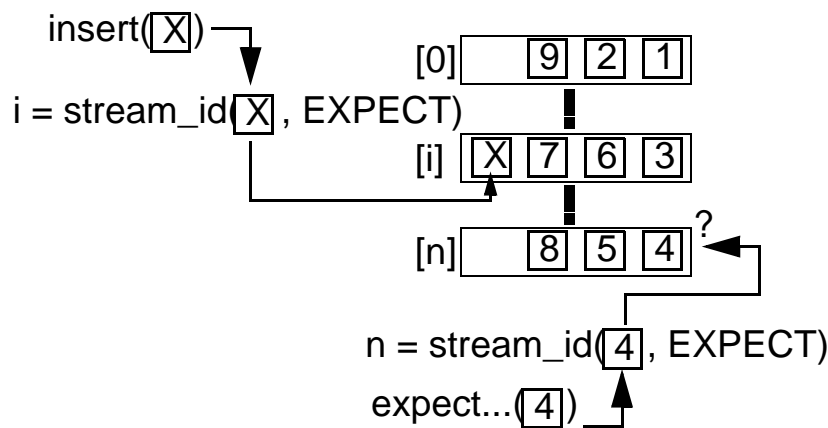 insert( X )
[0] 9 2 1
i = stream_id( X , EXPECT)
[i] X 7 6 3
?
[n] 8 5 4
n = stream_id( 4 , EXPECT)
expect...( 4 )